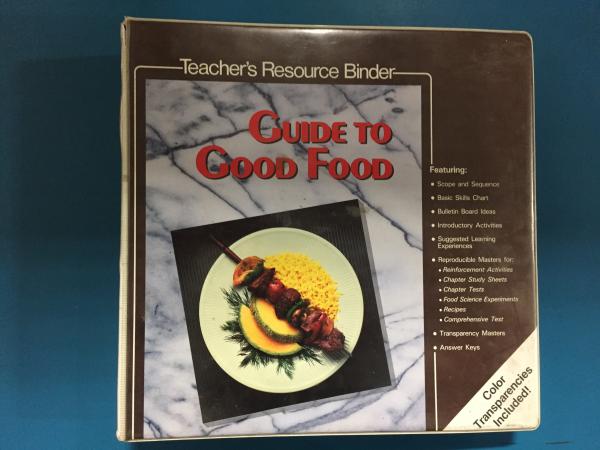 Teacher's Resource Binder
GUIDE TO
GOOD FOOD
Featuring:
• Scope and Sequence
• Basic Skills Chart
• Bulletin Board Ideas
• Introductory Activities
• Suggested Learning
Experiences
• Reproducible Masters for:
• Reinforcement Activities
• Chapter Study Sheets
• Chapter Tests
• Food Science Experiments
• Recipes
• Comprehensive Test
• Transparency Masters
• Answer Keys
Color
Transparencies
Included!